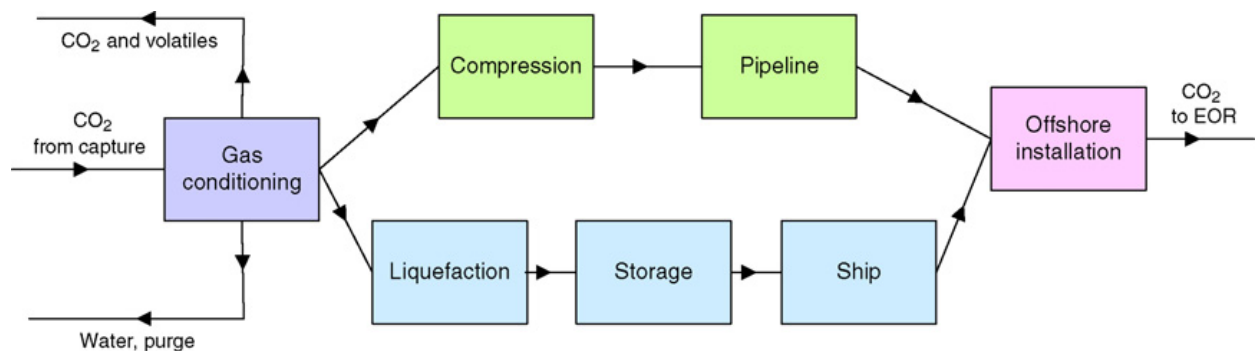 CO₂ and volatiles
CO₂
from capture
Gas
conditioning
Water, purge
Compression
Pipeline
Liquefaction
Storage
Ship
Offshore
installation
CO₂
to EOR